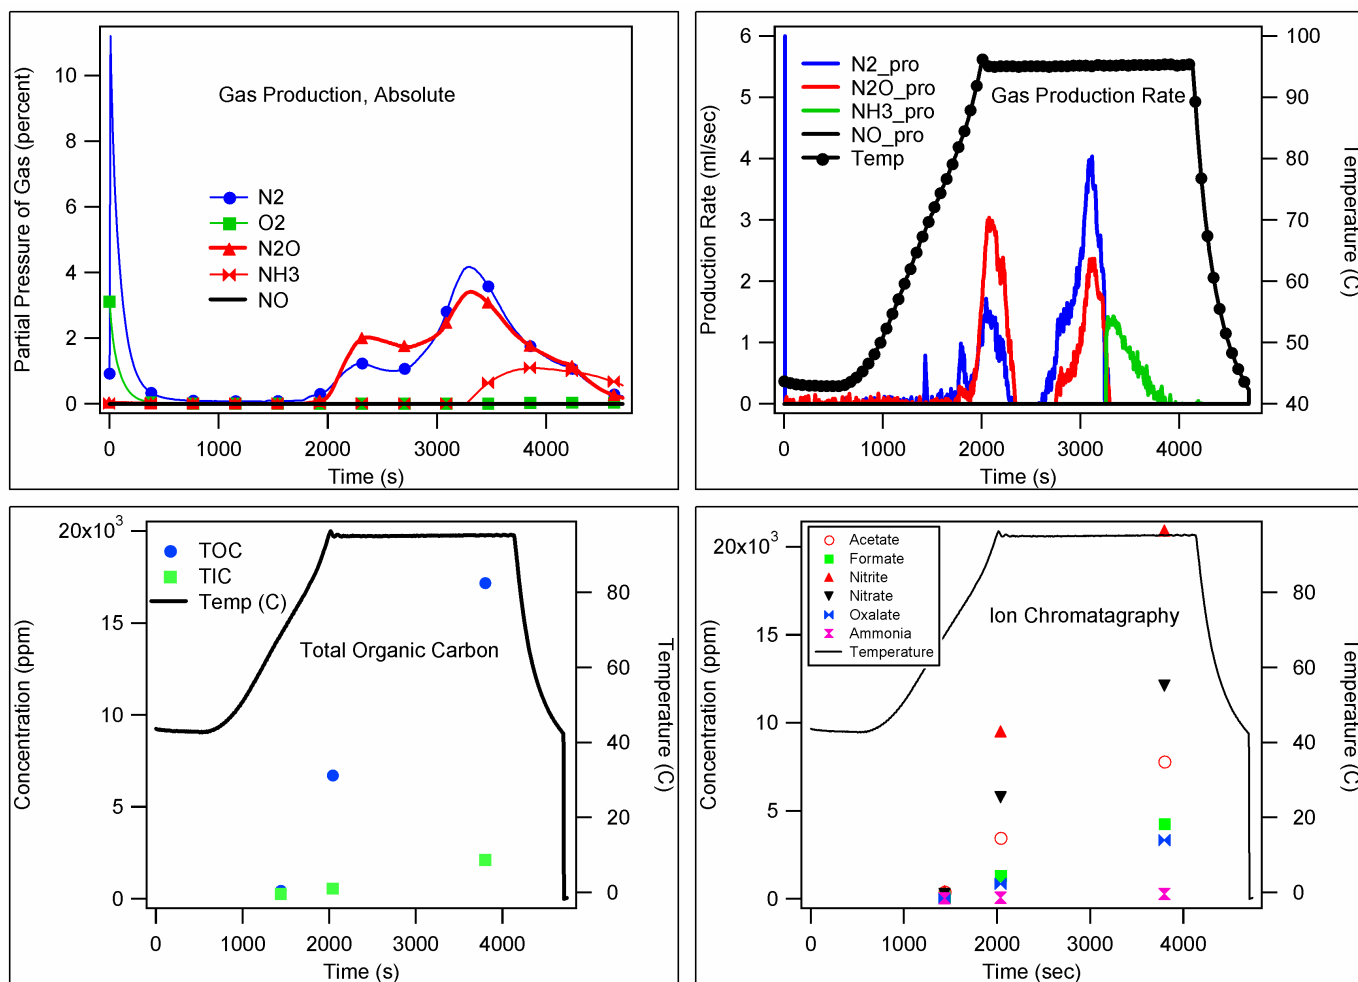 Gas Production, Absolute
Partial Pressure of Gas (percent)
10
8
6
4
2
0
N2
O2
N2O
NH3
NO
0 1000 2000 3000 4000
Time (s)
Gas Production Rate
Production Rate (ml/sec)
6
5
4
3
2
1
0
N2_pro
N2O_pro
NH3_pro
NO_pro
Temp
100
90
80
70
60
50
40
Temperature (C)
0 1000 2000 3000 4000
Time (s)
Concentration (ppm)
20x10³
15
10
5
0
TOC
TIC
Temp (C)
Total Organic Carbon
80
60
40
20
0
Temperature (C)
0 1000 2000 3000 4000
Time (s)
Concentration (ppm)
20x10³
15
10
5
0
Acetate
Formate
Nitrite
Nitrate
Oxalate
Ammonia
Temperature
Ion Chromatagraphy
80
60
40
20
0
Temperature (C)
0 1000 2000 3000 4000
Time (sec)